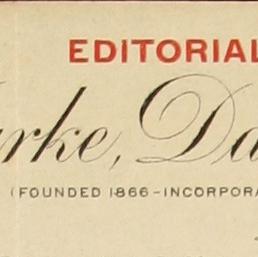 EDITORIAL
rke, Da
(FOUNDED 1866-INCORPORA